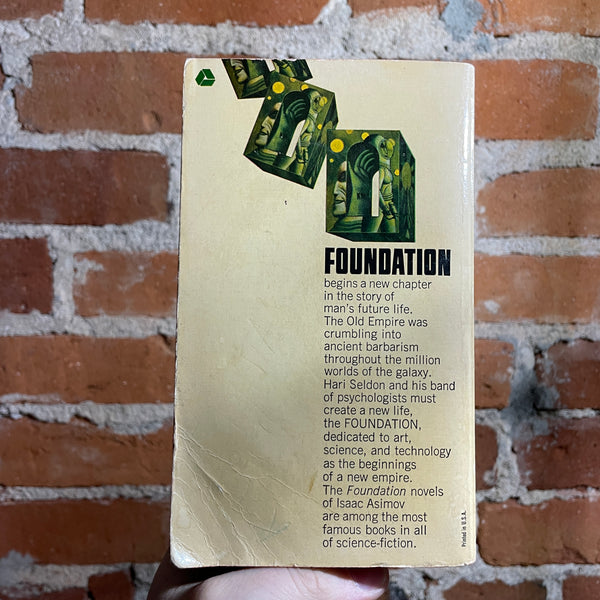 FOUNDATION
begins a new chapter
in the story of
man's future life.
The Old Empire was
crumbling into
ancient barbarism
throughout the million
worlds of the galaxy.
Hari Seldon and his band
of psychologists must
create a new life,
the FOUNDATION,
dedicated to art,
science, and technology
as the beginnings
of a new empire.
The Foundation novels
of Isaac Asimov
are among the most
famous books in all
of science-fiction.
Printed in U.S.A.